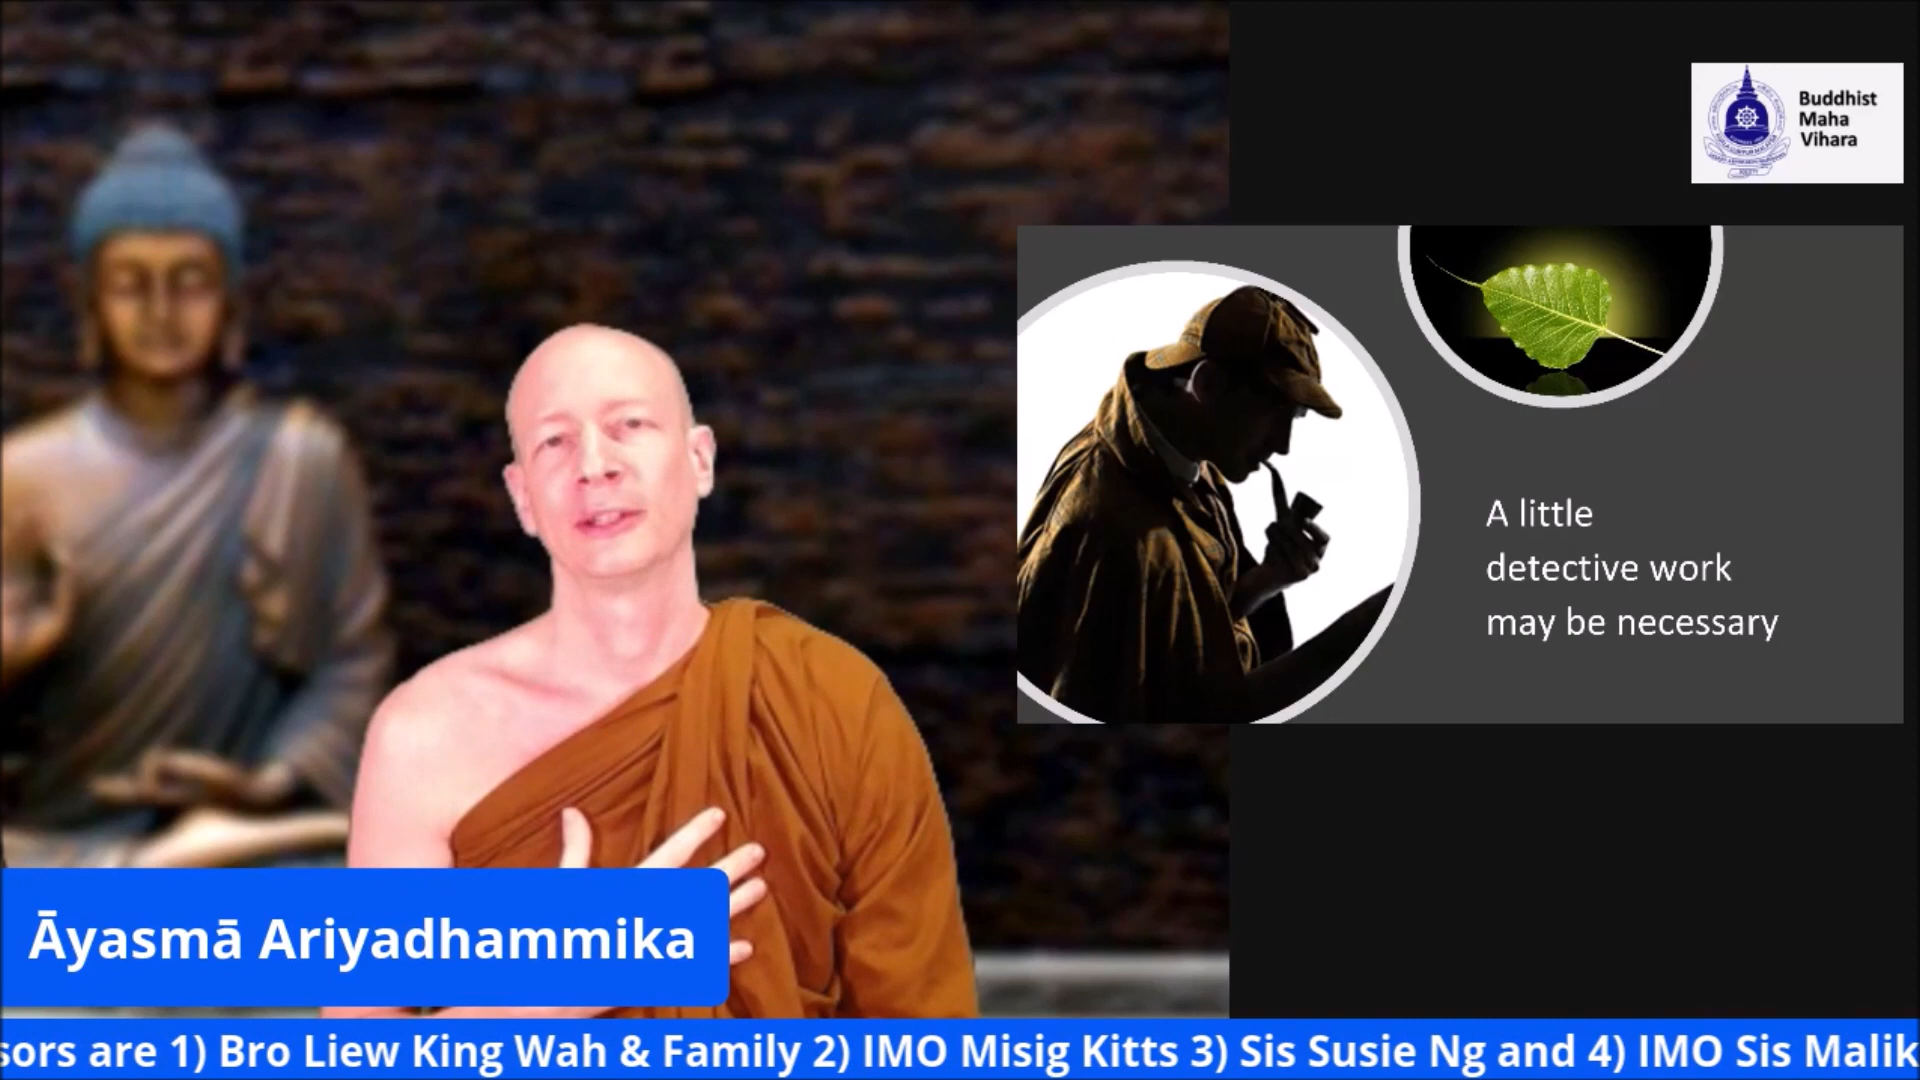 Buddhist
Maha
Vihara
A little
detective work
may be necessary
Āyasmā Ariyadhammika
sors are 1) Bro Liew King Wah & Family 2) IMO Misig Kitts 3) Sis Susie Ng and 4) IMO Sis Malik